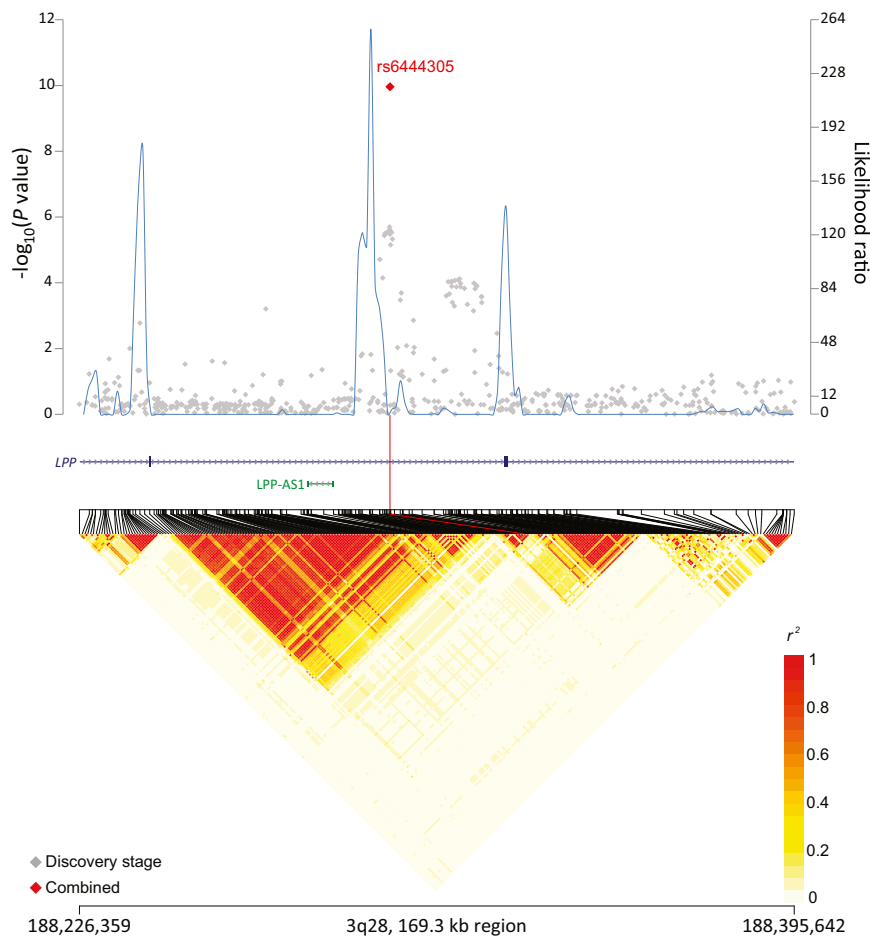 12
10
8
6
4
2
0
-log10(P value)
rs6444305
264
228
192
156
120
84
48
12
0
Likelihood ratio
LPP
LPP-AS1
r²
1
0.8
0.6
0.4
0.2
0
Discovery stage
Combined
188,226,359 3q28, 169.3 kb region 188,395,642